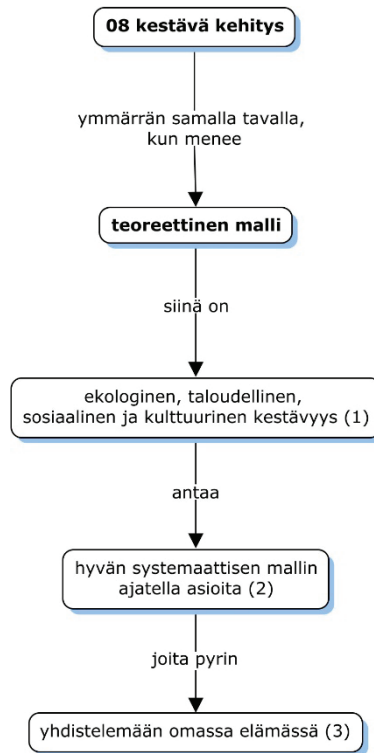 08 kestävä kehitys
ymmärrän samalla tavalla,
kun menee
teoreettinen malli
siinä on
ekologinen, taloudellinen,
sosiaalinen ja kulttuurinen kestävyys (1)
antaa
hyvän systemaattisen mallin
ajatella asioita (2)
joita pyrin
yhdistelemään omassa elämässä (3)